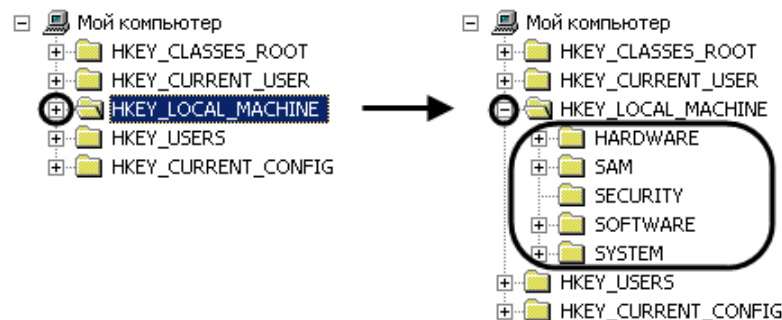 Мой компьютер
HKEY_CLASSES_ROOT
HKEY_CURRENT_USER
HKEY_LOCAL_MACHINE
HKEY_USERS
HKEY_CURRENT_CONFIG
Мой компьютер
HKEY_CLASSES_ROOT
HKEY_CURRENT_USER
HKEY_LOCAL_MACHINE
HARDWARE
SAM
SECURITY
SOFTWARE
SYSTEM
HKEY_USERS
HKEY_CURRENT_CONFIG